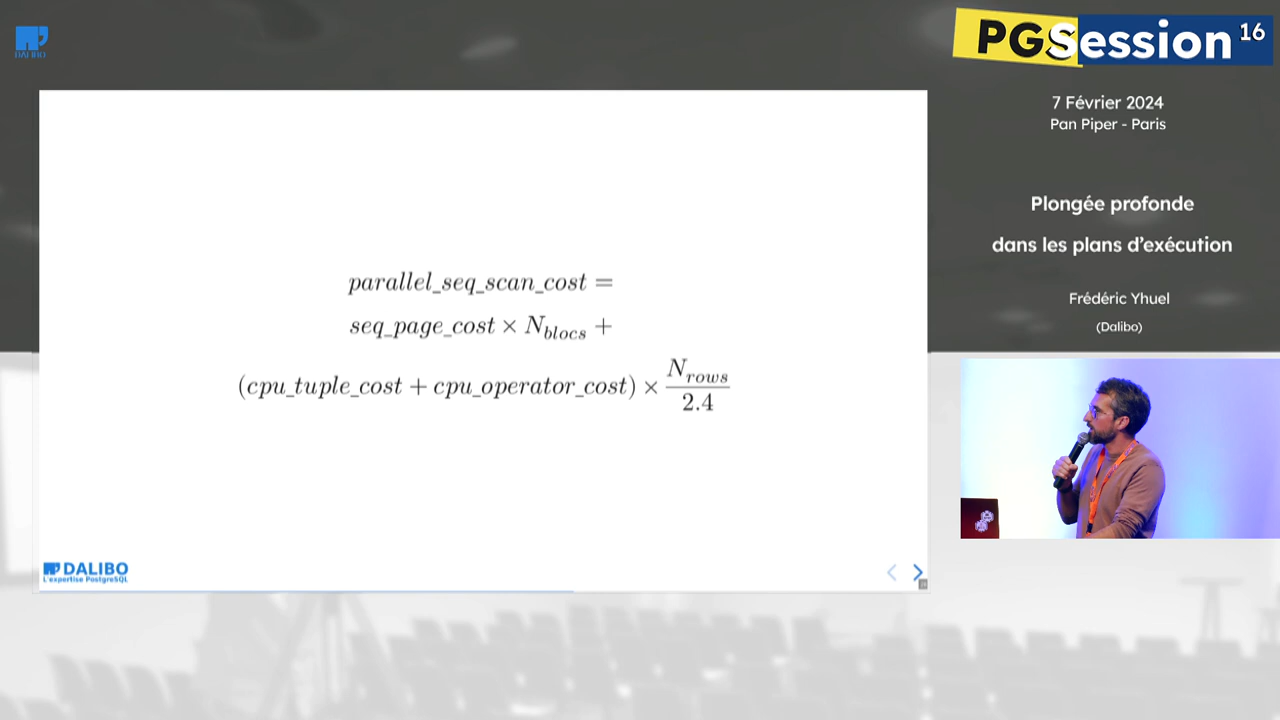 DALIBO
PGSession 16
7 Février 2024
Pan Piper - Paris
Plongée profonde
dans les plans d'exécution
Frédéric Yhuel
(Dalibo)
parallel_seq_scan_cost =
seq_page_cost × N_blocs +
(cpu_tuple_cost + cpu_operator_cost) × N_rows / 2.4
DALIBO
L'expertise PostgreSQL